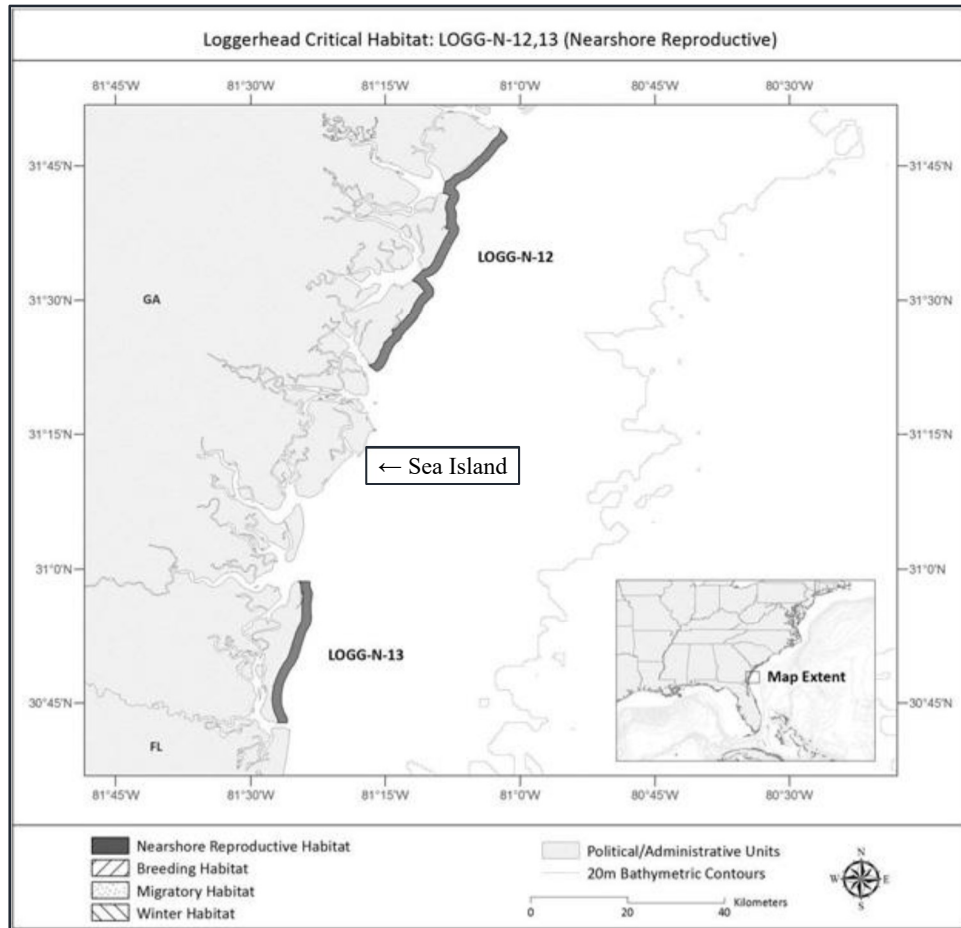 Loggerhead Critical Habitat: LOGG-N-12,13 (Nearshore Reproductive)
81°45'W 81°30'W 81°15'W 81°0'W 80°45'W 80°30'W
31°45'N 31°45'N
LOGG-N-12
GA
31°30'N 31°30'N
31°15'N 31°15'N
← Sea Island
31°0'N 31°0'N
LOGG-N-13
Map Extent
30°45'N 30°45'N
FL
81°45'W 81°30'W 81°15'W 81°0'W 80°45'W 80°30'W
Nearshore Reproductive Habitat
Breeding Habitat
Migratory Habitat
Winter Habitat
Political/Administrative Units
20m Bathymetric Contours
Kilometers
0 20 40
N
W E
S